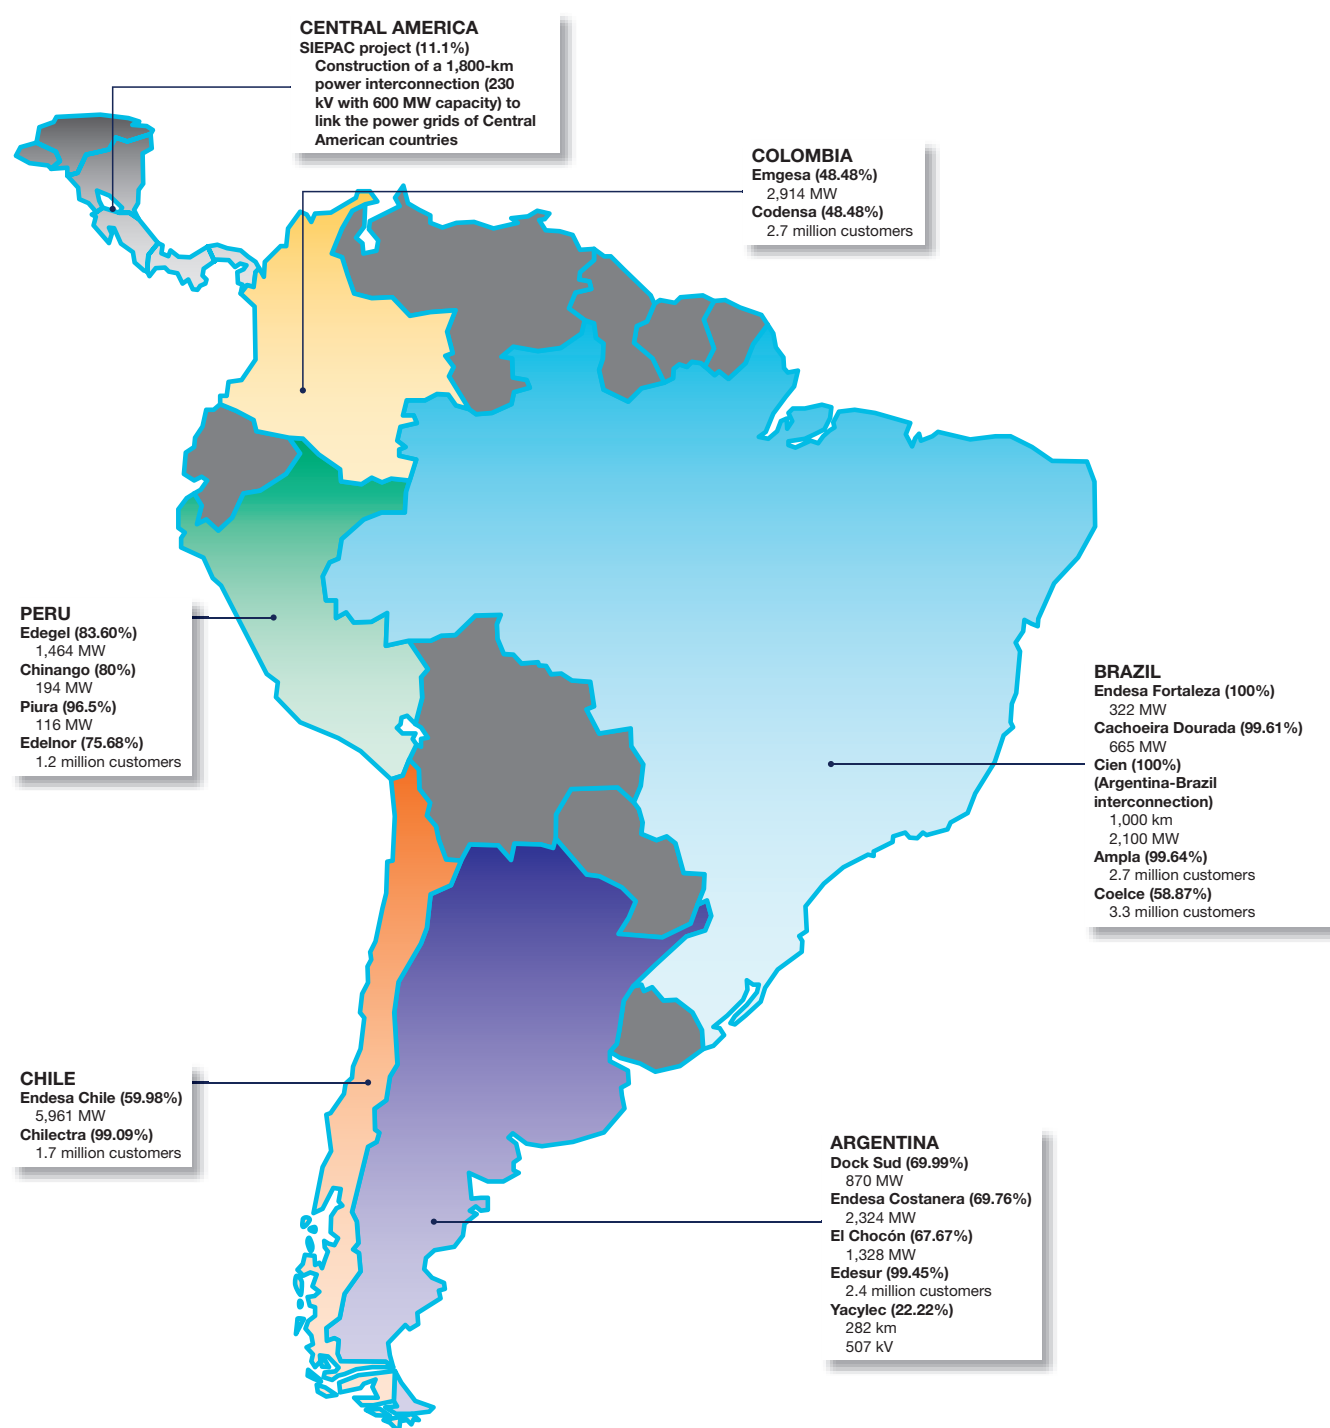 CENTRAL AMERICA
SIEPAC project (11.1%)
Construction of a 1,800-km
power interconnection (230
kV with 600 MW capacity) to
link the power grids of Central
American countries
COLOMBIA
Emgesa (48.48%)
2,914 MW
Codensa (48.48%)
2.7 million customers
PERU
Edegel (83.60%)
1,464 MW
Chinango (80%)
194 MW
Piura (96.5%)
116 MW
Edelnor (75.68%)
1.2 million customers
BRAZIL
Endesa Fortaleza (100%)
322 MW
Cachoeira Dourada (99.61%)
665 MW
Cien (100%)
(Argentina-Brazil
interconnection)
1,000 km
2,100 MW
Ampla (99.64%)
2.7 million customers
Coelce (58.87%)
3.3 million customers
CHILE
Endesa Chile (59.98%)
5,961 MW
Chilectra (99.09%)
1.7 million customers
ARGENTINA
Dock Sud (69.99%)
870 MW
Endesa Costanera (69.76%)
2,324 MW
El Chocón (67.67%)
1,328 MW
Edesur (99.45%)
2.4 million customers
Yacylec (22.22%)
282 km
507 kV